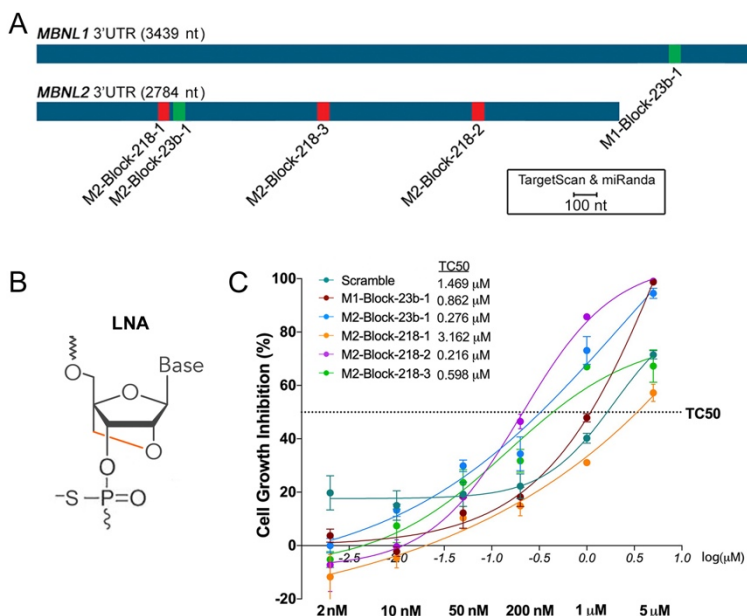 A
MBNL1 3'UTR (3439 nt)
MBNL2 3'UTR (2784 nt)
M2-Block-218-1
M2-Block-23b-1
M2-Block-218-3
M2-Block-218-2
M1-Block-23b-1
TargetScan & miRanda
100 nt
B
LNA
O
Base
O
O
O
⁻S-P=O
C
TC50
Scramble 1.469 µM
M1-Block-23b-1 0.862 µM
M2-Block-23b-1 0.276 µM
M2-Block-218-1 3.162 µM
M2-Block-218-2 0.216 µM
M2-Block-218-3 0.598 µM
Cell Growth Inhibition (%)
100
80
60
40
20
0
-20
TC50
-2.5 -2.0 -1.5 -1.0 -0.5 0.0 0.5 1.0 log(µM)
2 nM 10 nM 50 nM 200 nM 1 µM 5 µM